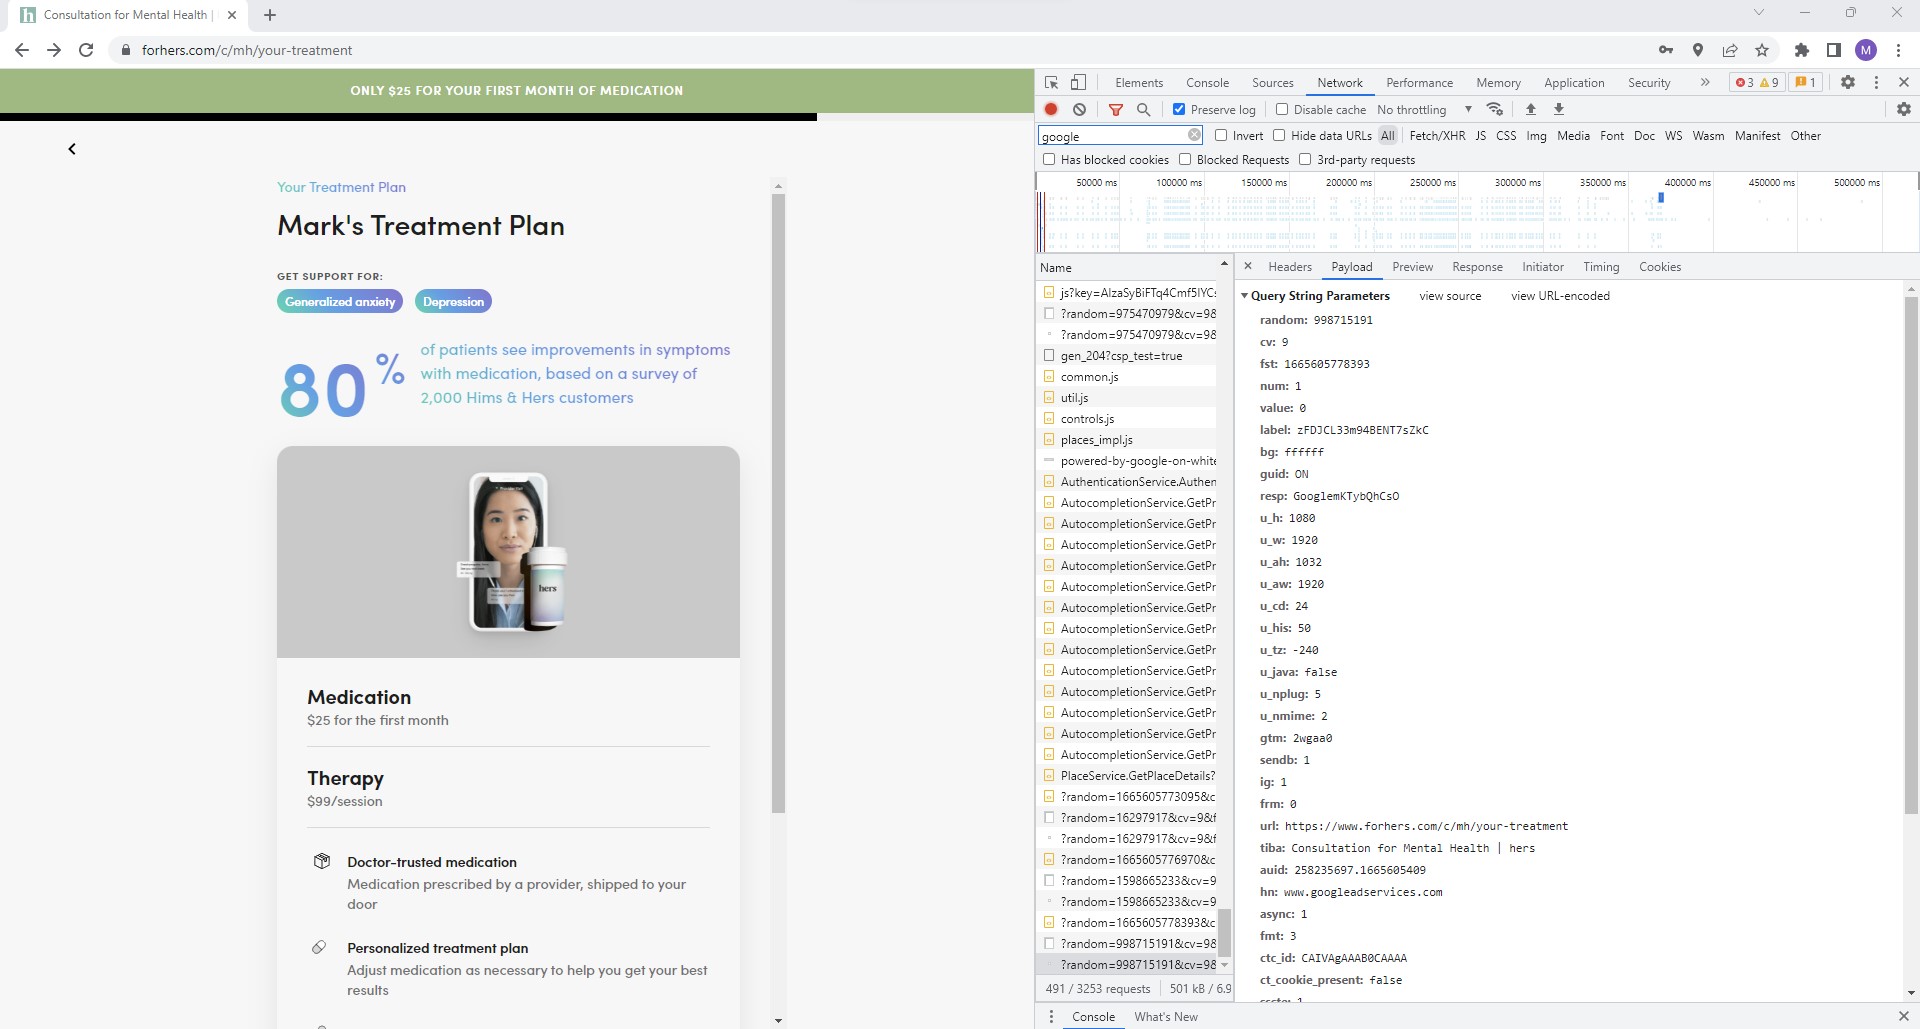 Consultation for Mental Health |
forhers.com/c/mh/your-treatment
M
ONLY $25 FOR YOUR FIRST MONTH OF MEDICATION
Your Treatment Plan
Mark's Treatment Plan
GET SUPPORT FOR:
Generalized anxiety Depression
80%
of patients see improvements in symptoms
with medication, based on a survey of
2,000 Hims & Hers customers
hers
Medication
$25 for the first month
Therapy
$99/session
Doctor-trusted medication
Medication prescribed by a provider, shipped to your
door
Personalized treatment plan
Adjust medication as necessary to help you get your best
results
Elements Console Sources Network Performance Memory Application Security » 3 9 1
Preserve log Disable cache No throttling
google Invert Hide data URLs All Fetch/XHR JS CSS Img Media Font Doc WS Wasm Manifest Other
Has blocked cookies Blocked Requests 3rd-party requests
50000 ms 100000 ms 150000 ms 200000 ms 250000 ms 300000 ms 350000 ms 400000 ms 450000 ms 500000 ms
Name
js?key=AIzaSyBiFTq4Cmf5IYCs
?random=975470979&cv=9&
?random=975470979&cv=9&
gen_204?csp_test=true
common.js
util.js
controls.js
places_impl.js
powered-by-google-on-white
AuthenticationService.Authen
AutocompletionService.GetPr
AutocompletionService.GetPr
AutocompletionService.GetPr
AutocompletionService.GetPr
AutocompletionService.GetPr
AutocompletionService.GetPr
AutocompletionService.GetPr
AutocompletionService.GetPr
AutocompletionService.GetPr
AutocompletionService.GetPr
AutocompletionService.GetPr
AutocompletionService.GetPr
AutocompletionService.GetPr
PlaceService.GetPlaceDetails?
?random=1665605773095&c
?random=16297917&cv=9&f
?random=16297917&cv=9&f
?random=1665605776970&c
?random=1598665233&cv=9
?random=1598665233&cv=9
?random=1665605778393&c
?random=998715191&cv=9&
?random=998715191&cv=9&
491 / 3253 requests 501 kB / 6.9
Headers Payload Preview Response Initiator Timing Cookies
Query String Parameters view source view URL-encoded
random: 998715191
cv: 9
fst: 1665605778393
num: 1
value: 0
label: zFDJCL33m94BENT7sZkC
bg: ffffff
guid: ON
resp: GooglemKTybQhCsO
u_h: 1080
u_w: 1920
u_ah: 1032
u_aw: 1920
u_cd: 24
u_his: 50
u_tz: -240
u_java: false
u_nplug: 5
u_nmime: 2
gtm: 2wgaa0
sendb: 1
ig: 1
frm: 0
url: https://www.forhers.com/c/mh/your-treatment
tiba: Consultation for Mental Health | hers
auid: 258235697.1665605409
hn: www.googleadservices.com
async: 1
fmt: 3
ctc_id: CAIVAgAAAB0CAAAA
ct_cookie_present: false
Console What's New